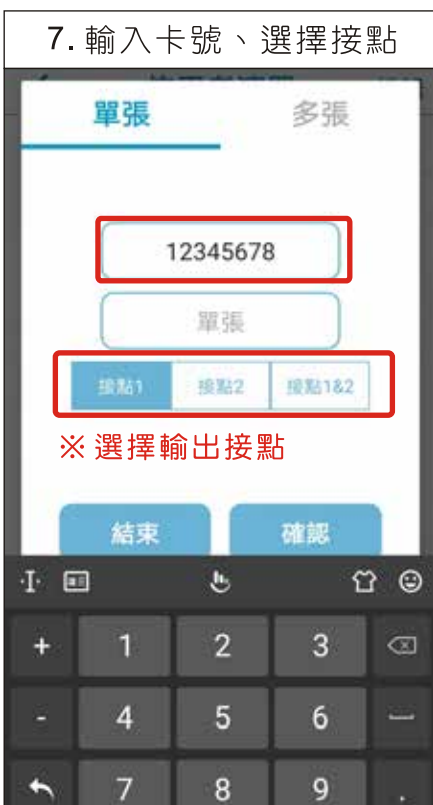 7. 輸入卡號、選擇接點
單張 多張
12345678
單張
接點1 接點2 接點1&2
※ 選擇輸出接點
結束 確認
+ 1 2 3
- 4 5 6
7 8 9 .